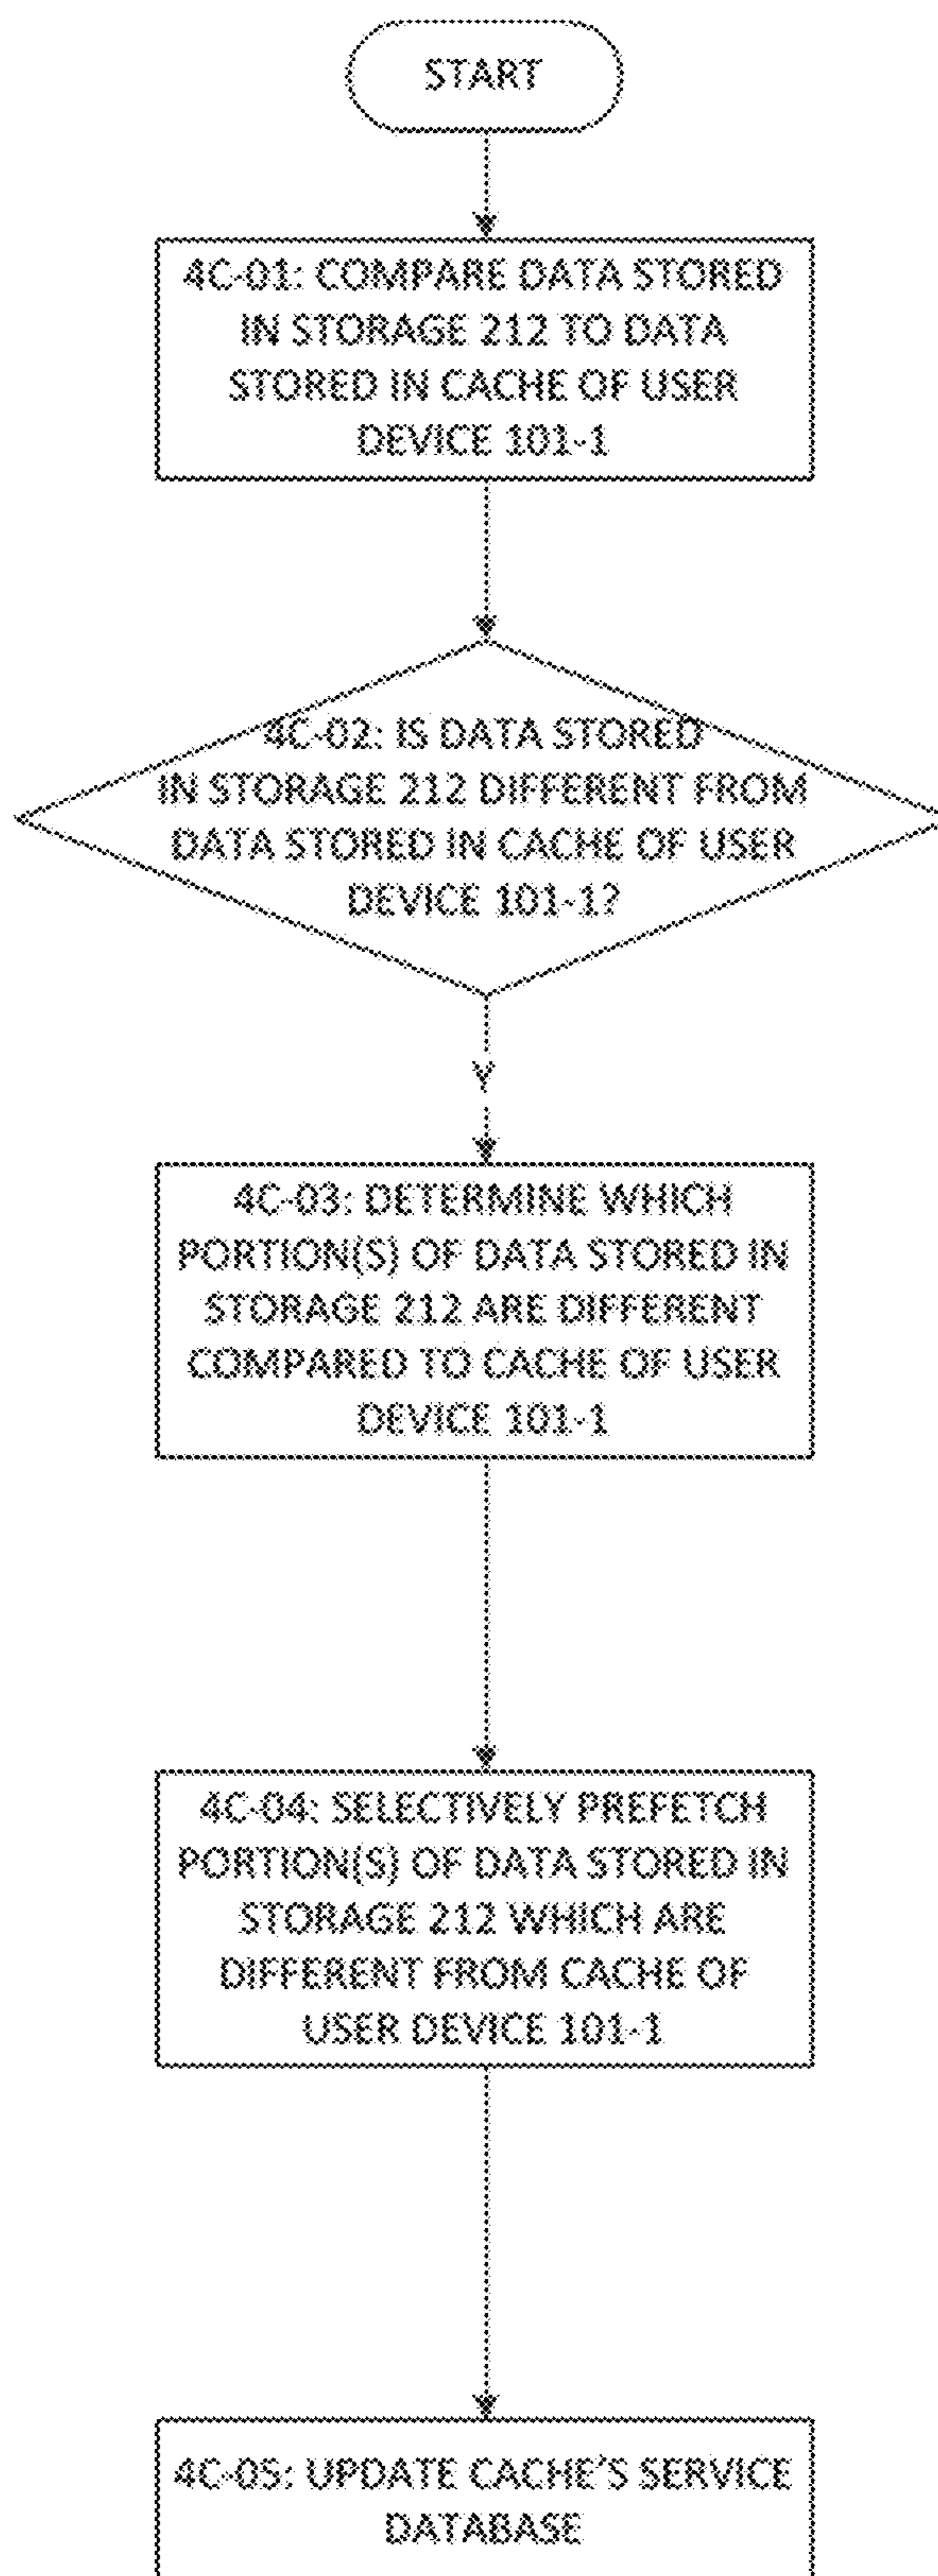 START
4C-01: COMPARE DATA STORED
IN STORAGE 212 TO DATA
STORED IN CACHE OF USER
DEVICE 101-1
4C-02: IS DATA STORED
IN STORAGE 212 DIFFERENT FROM
DATA STORED IN CACHE OF USER
DEVICE 101-1?
Y
4C-03: DETERMINE WHICH
PORTION(S) OF DATA STORED IN
STORAGE 212 ARE DIFFERENT
COMPARED TO CACHE OF USER
DEVICE 101-1
4C-04: SELECTIVELY PREFETCH
PORTION(S) OF DATA STORED IN
STORAGE 212 WHICH ARE
DIFFERENT FROM CACHE OF
USER DEVICE 101-1
4C-05: UPDATE CACHE'S SERVICE
DATABASE